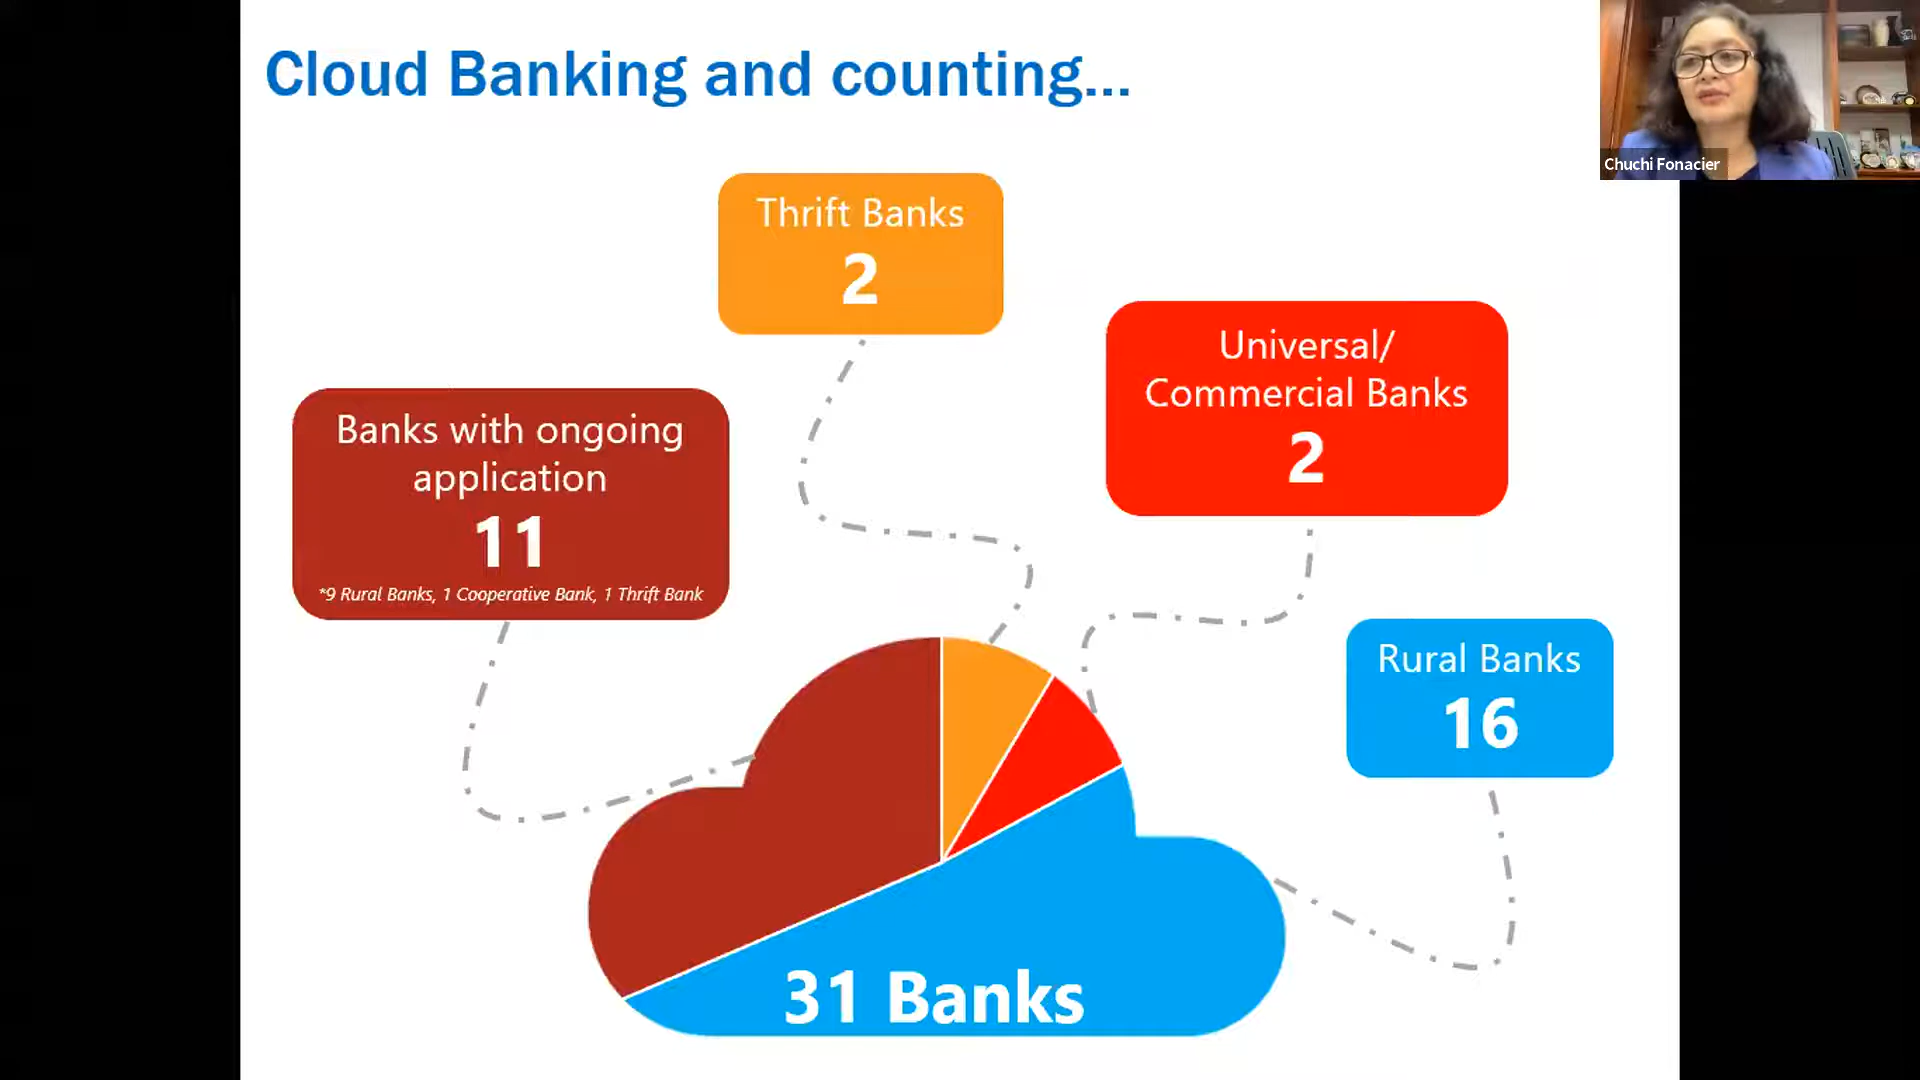 Cloud Banking and counting...
Chuchi Fonacier
Thrift Banks
2
Universal/
Commercial Banks
2
Banks with ongoing
application
11
*9 Rural Banks, 1 Cooperative Bank, 1 Thrift Bank
Rural Banks
16
31 Banks